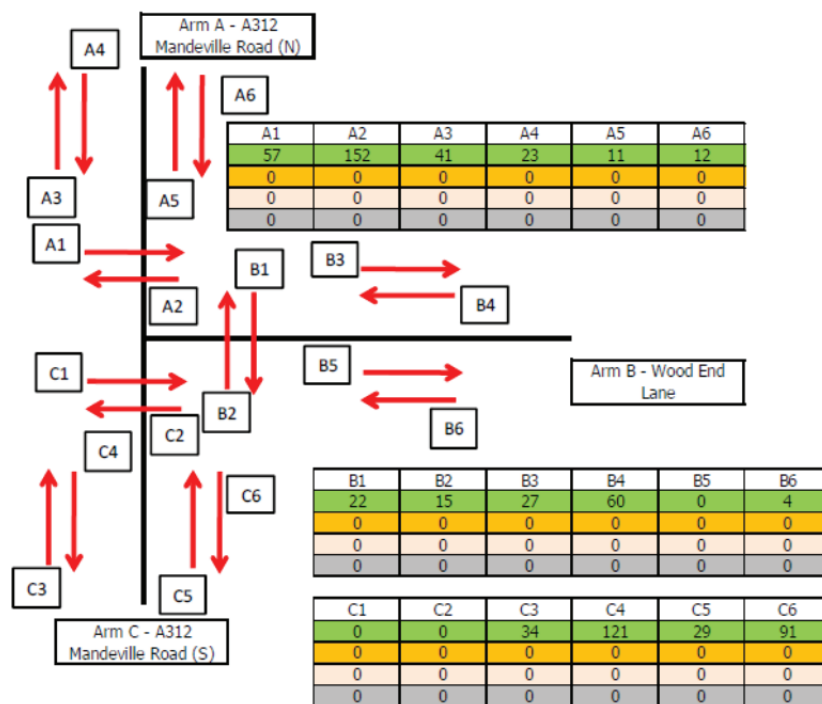 Arm A - A312
Mandeville Road (N)
A4
A6
A1 A2 A3 A4 A5 A6
57 152 41 23 11 12
0 0 0 0 0 0
0 0 0 0 0 0
0 0 0 0 0 0
A3
A5
A1
B1
B3
A2
B4
C1
B5
Arm B - Wood End
Lane
B2
C2
B6
C4
C6
B1 B2 B3 B4 B5 B6
22 15 27 60 0 4
0 0 0 0 0 0
0 0 0 0 0 0
0 0 0 0 0 0
C3
C5
C1 C2 C3 C4 C5 C6
0 0 34 121 29 91
0 0 0 0 0 0
0 0 0 0 0 0
0 0 0 0 0 0
Arm C - A312
Mandeville Road (S)